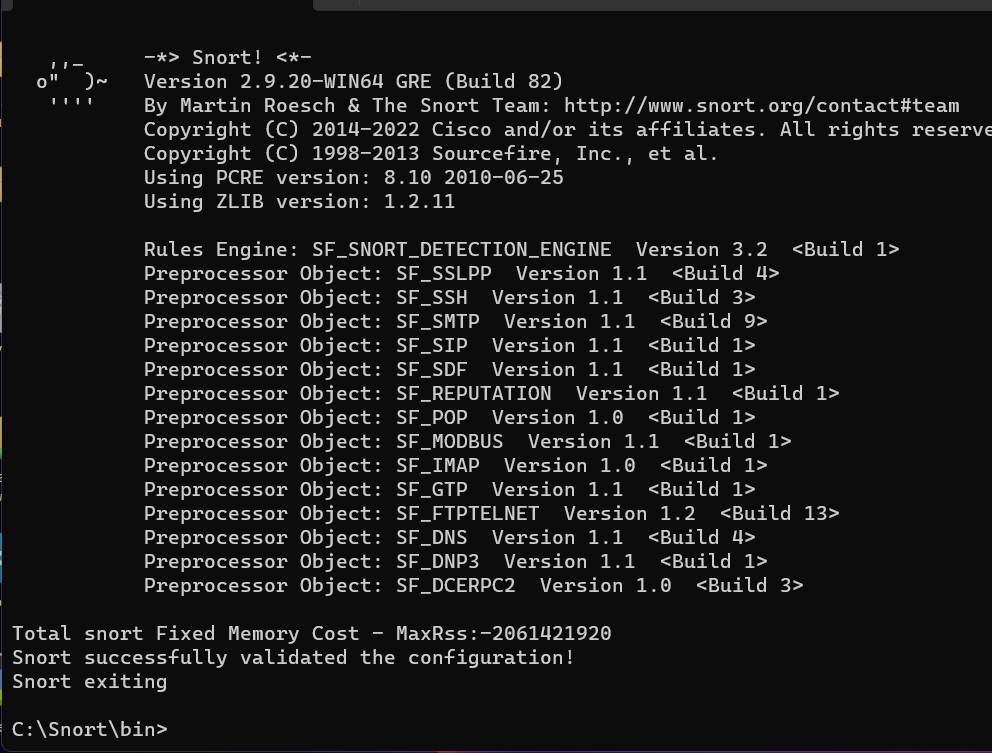 ,,_     -*> Snort! <*-
o"  )~   Version 2.9.20-WIN64 GRE (Build 82)
''''    By Martin Roesch & The Snort Team: http://www.snort.org/contact#team
Copyright (C) 2014-2022 Cisco and/or its affiliates. All rights reserve
Copyright (C) 1998-2013 Sourcefire, Inc., et al.
Using PCRE version: 8.10 2010-06-25
Using ZLIB version: 1.2.11
Rules Engine: SF_SNORT_DETECTION_ENGINE  Version 3.2  <Build 1>
Preprocessor Object: SF_SSLPP  Version 1.1  <Build 4>
Preprocessor Object: SF_SSH  Version 1.1  <Build 3>
Preprocessor Object: SF_SMTP  Version 1.1  <Build 9>
Preprocessor Object: SF_SIP  Version 1.1  <Build 1>
Preprocessor Object: SF_SDF  Version 1.1  <Build 1>
Preprocessor Object: SF_REPUTATION  Version 1.1  <Build 1>
Preprocessor Object: SF_POP  Version 1.0  <Build 1>
Preprocessor Object: SF_MODBUS  Version 1.1  <Build 1>
Preprocessor Object: SF_IMAP  Version 1.0  <Build 1>
Preprocessor Object: SF_GTP  Version 1.1  <Build 1>
Preprocessor Object: SF_FTPTELNET  Version 1.2  <Build 13>
Preprocessor Object: SF_DNS  Version 1.1  <Build 4>
Preprocessor Object: SF_DNP3  Version 1.1  <Build 1>
Preprocessor Object: SF_DCERPC2  Version 1.0  <Build 3>
Total snort Fixed Memory Cost - MaxRss:-2061421920
Snort successfully validated the configuration!
Snort exiting
C:\Snort\bin>